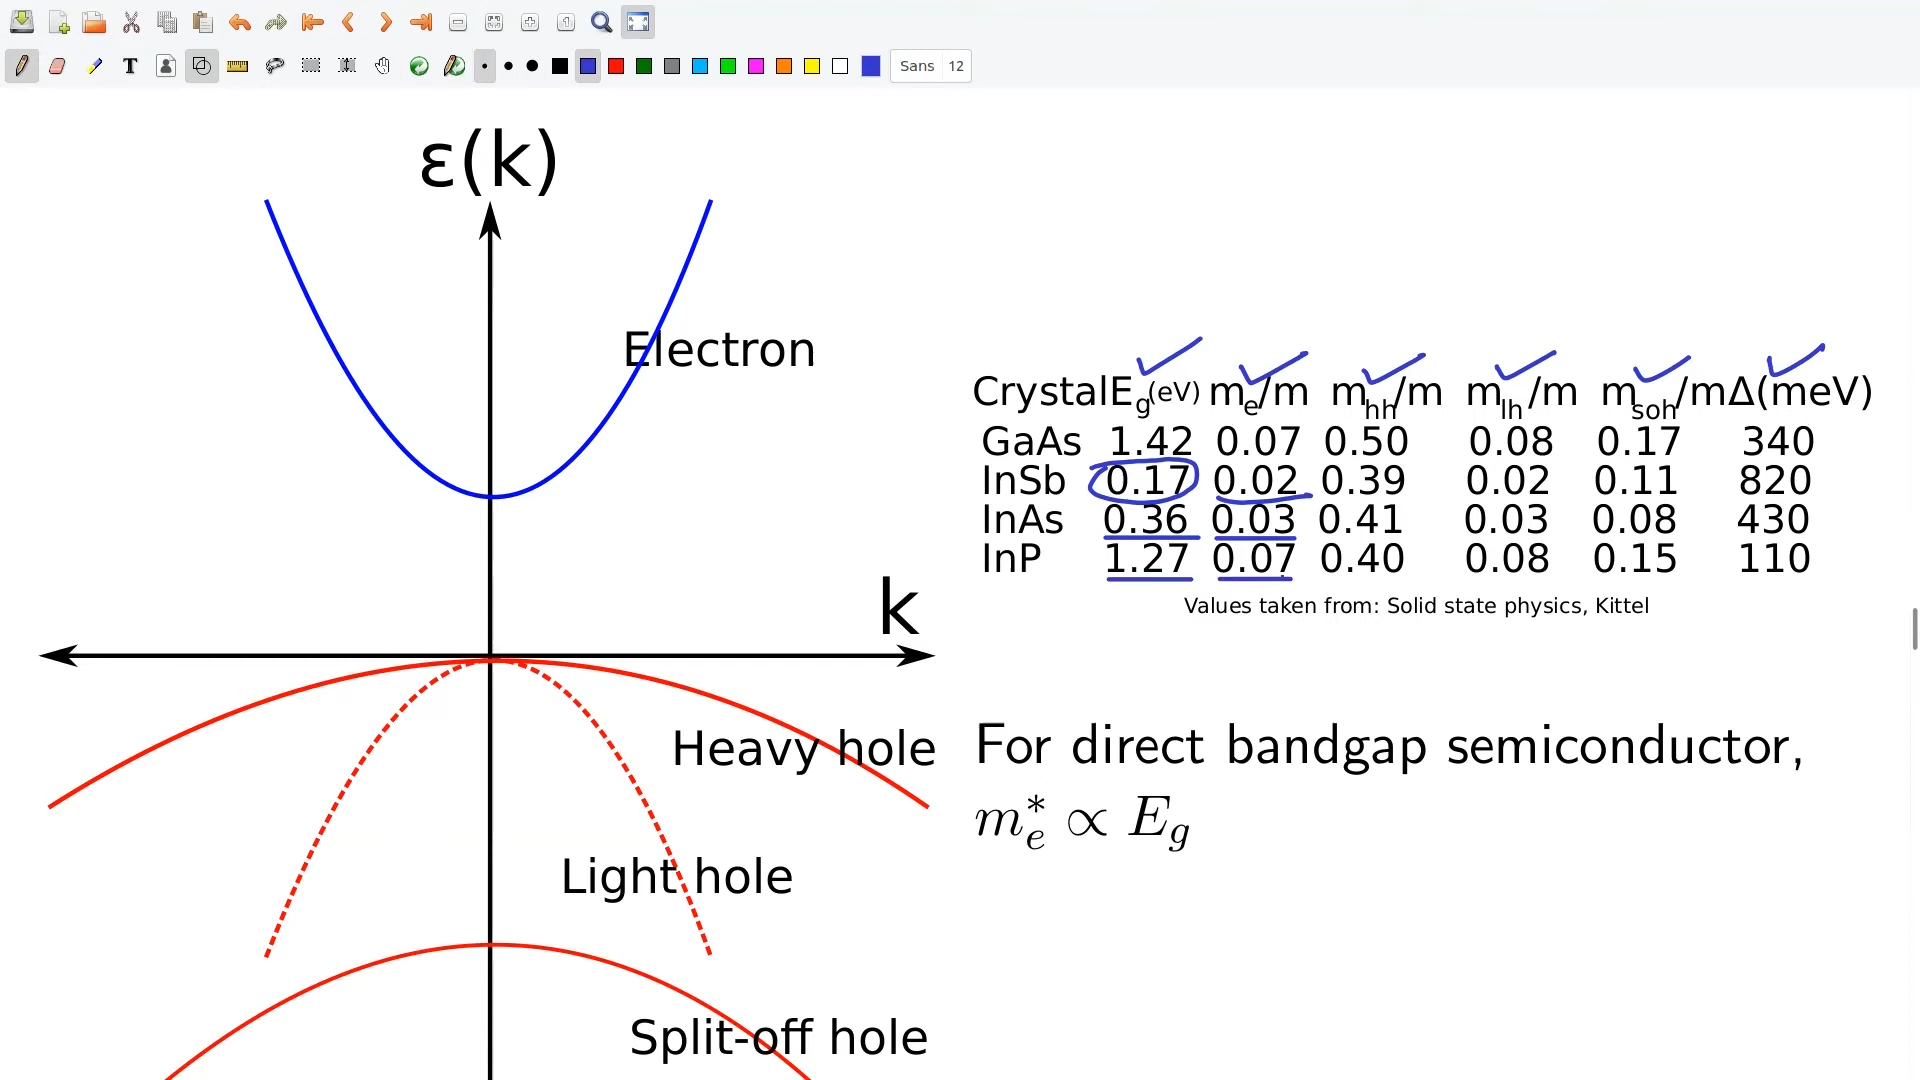 T Sans 12
ε(k)
Electron
k
Heavy hole
Light hole
Split-off hole
Crystal E_g(eV) m_e/m m_hh/m m_lh/m m_soh/m Δ(meV)
GaAs 1.42 0.07 0.50 0.08 0.17 340
InSb 0.17 0.02 0.39 0.02 0.11 820
InAs 0.36 0.03 0.41 0.03 0.08 430
InP 1.27 0.07 0.40 0.08 0.15 110
Values taken from: Solid state physics, Kittel
For direct bandgap semiconductor,
m_e^* ∝ E_g